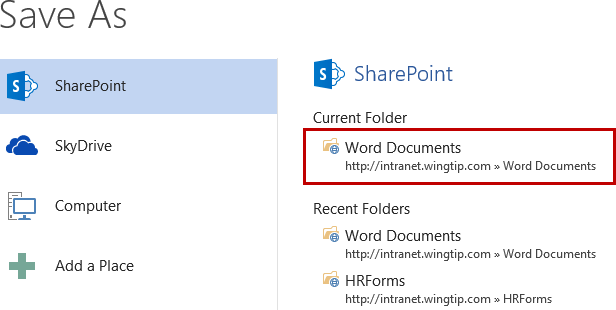 Save As
SharePoint
SkyDrive
Computer
Add a Place
SharePoint
Current Folder
Word Documents
http://intranet.wingtip.com » Word Documents
Recent Folders
Word Documents
http://intranet.wingtip.com » Word Documents
HRForms
http://intranet.wingtip.com » HRForms